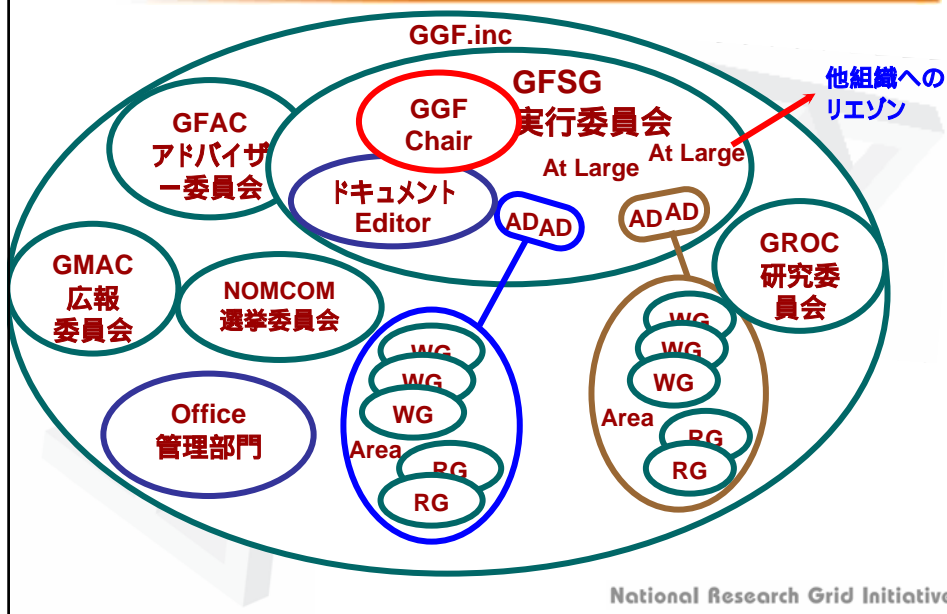 GGF.inc
GFSG
実行委員会
GGF
Chair
At Large
At Large
他組織への
リエゾン
GFAC
アドバイザ
ー委員会
ドキュメント
Editor
AD
AD
AD
AD
GMAC
広報
委員会
NOMCOM
選挙委員会
GROC
研究委
員会
Office
管理部門
WG
WG
WG
Area
RG
RG
WG
WG
WG
Area
RG
RG
National Research Grid Initiative